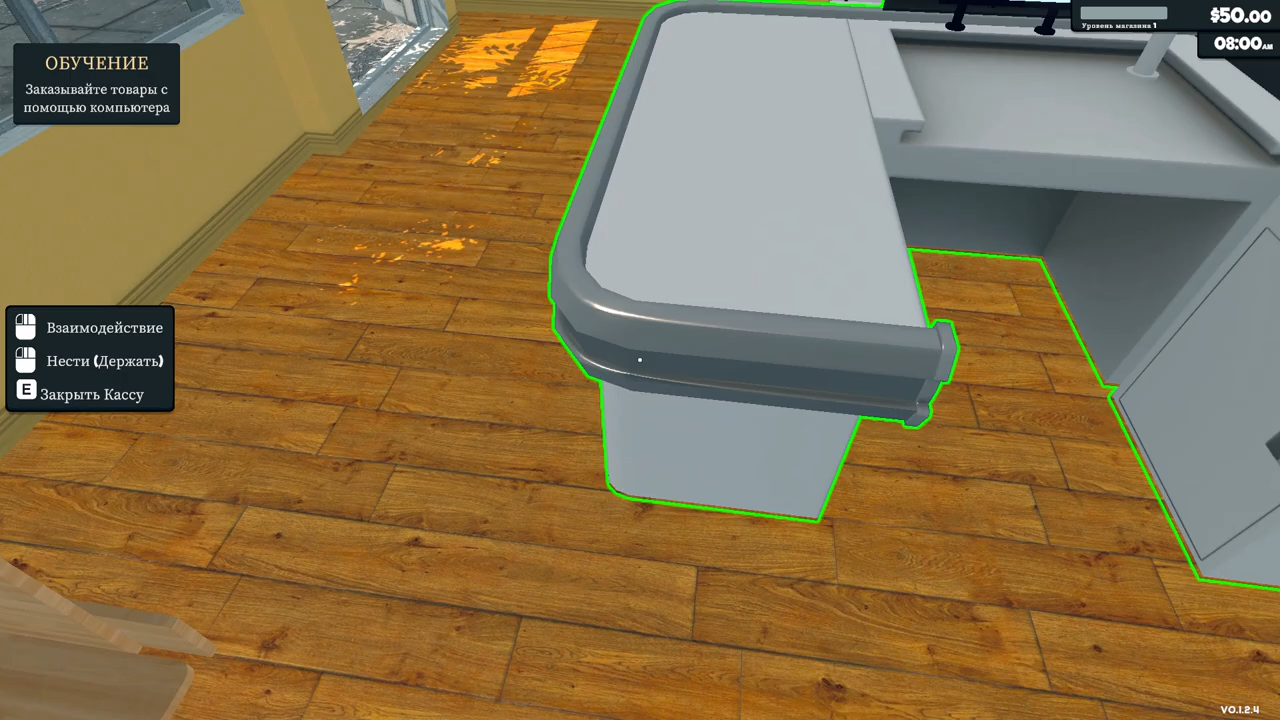 ОБУЧЕНИЕ
Заказывайте товары с
помощью компьютера
Уровень магазина 1
$50.00
08:00AM
Взаимодействие
Нести (Держать)
E Закрыть Кассу
V0.1.2.4